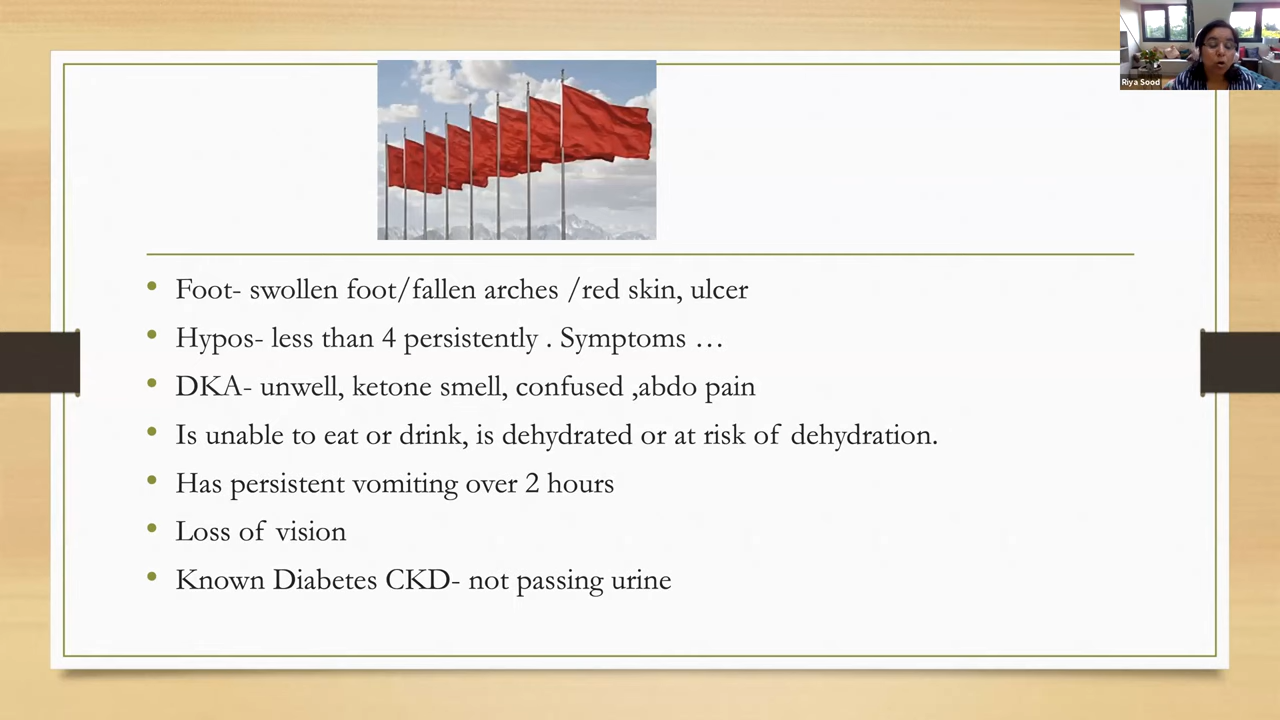 Riya Sood
Foot- swollen foot/fallen arches /red skin, ulcer
Hypos- less than 4 persistently . Symptoms …
DKA- unwell, ketone smell, confused ,abdo pain
Is unable to eat or drink, is dehydrated or at risk of dehydration.
Has persistent vomiting over 2 hours
Loss of vision
Known Diabetes CKD- not passing urine